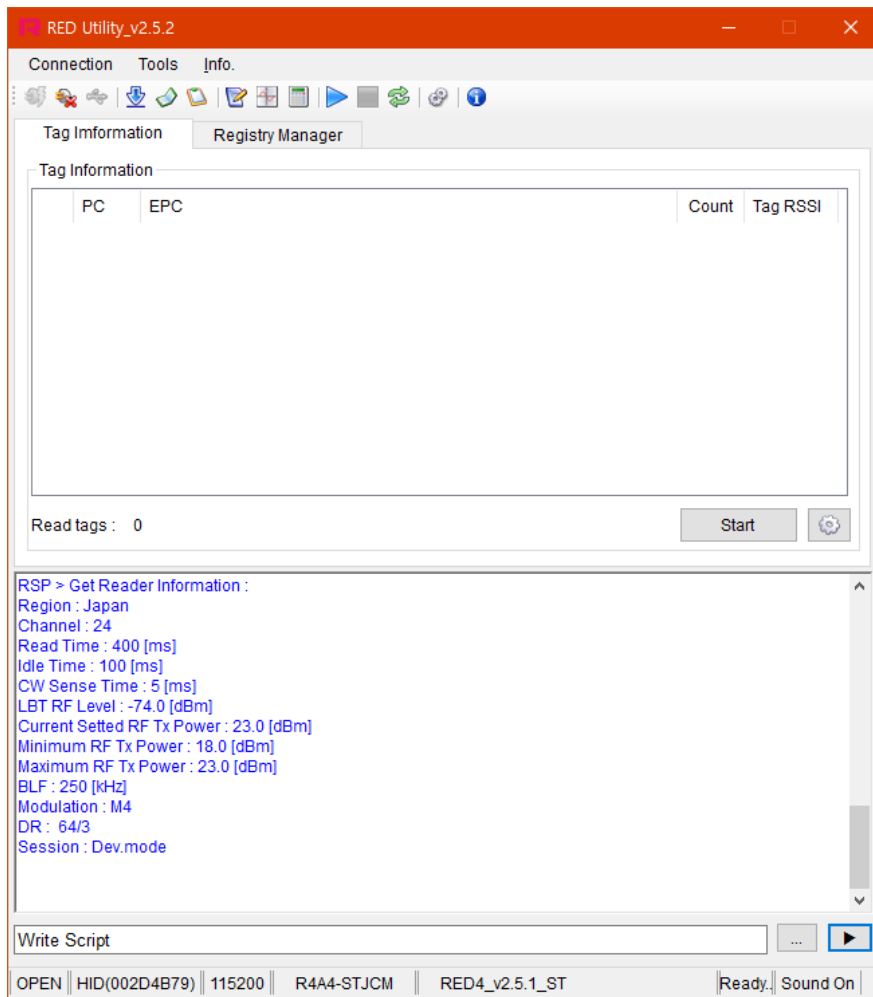 RED Utility_v2.5.2
Connection Tools Info.
Tag Imformation Registry Manager
Tag Information
PC EPC Count Tag RSSI
Read tags : 0 Start
RSP > Get Reader Information :
Region : Japan
Channel : 24
Read Time : 400 [ms]
Idle Time : 100 [ms]
CW Sense Time : 5 [ms]
LBT RF Level : -74.0 [dBm]
Current Setted RF Tx Power : 23.0 [dBm]
Minimum RF Tx Power : 18.0 [dBm]
Maximum RF Tx Power : 23.0 [dBm]
BLF : 250 [kHz]
Modulation : M4
DR : 64/3
Session : Dev.mode
Write Script ...
OPEN HID(002D4B79) 115200 R4A4-STJCM RED4_v2.5.1_ST Ready.. Sound On